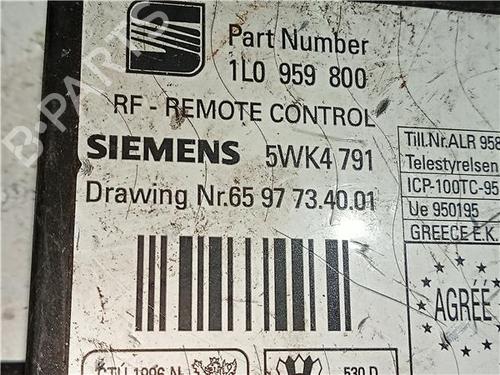 Part Number
1L0 959 800
RF - REMOTE CONTROL
SIEMENS 5WK4 791
Drawing Nr.65 97 73.40.01
Till.Nr.ALR 958
Telestyrelsen
ICP-100TC-95
Ue 950195
GREECE E.K.
AGRÉÉ
530 D
B-PARTS